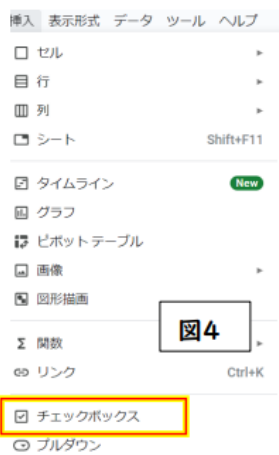 挿入 表示形式 データ ツール ヘルプ
セル
行
列
シート Shift+F11
タイムライン New
グラフ
ピボットテーブル
画像
図形描画
図4
関数
リンク Ctrl+K
チェックボックス
プルダウン